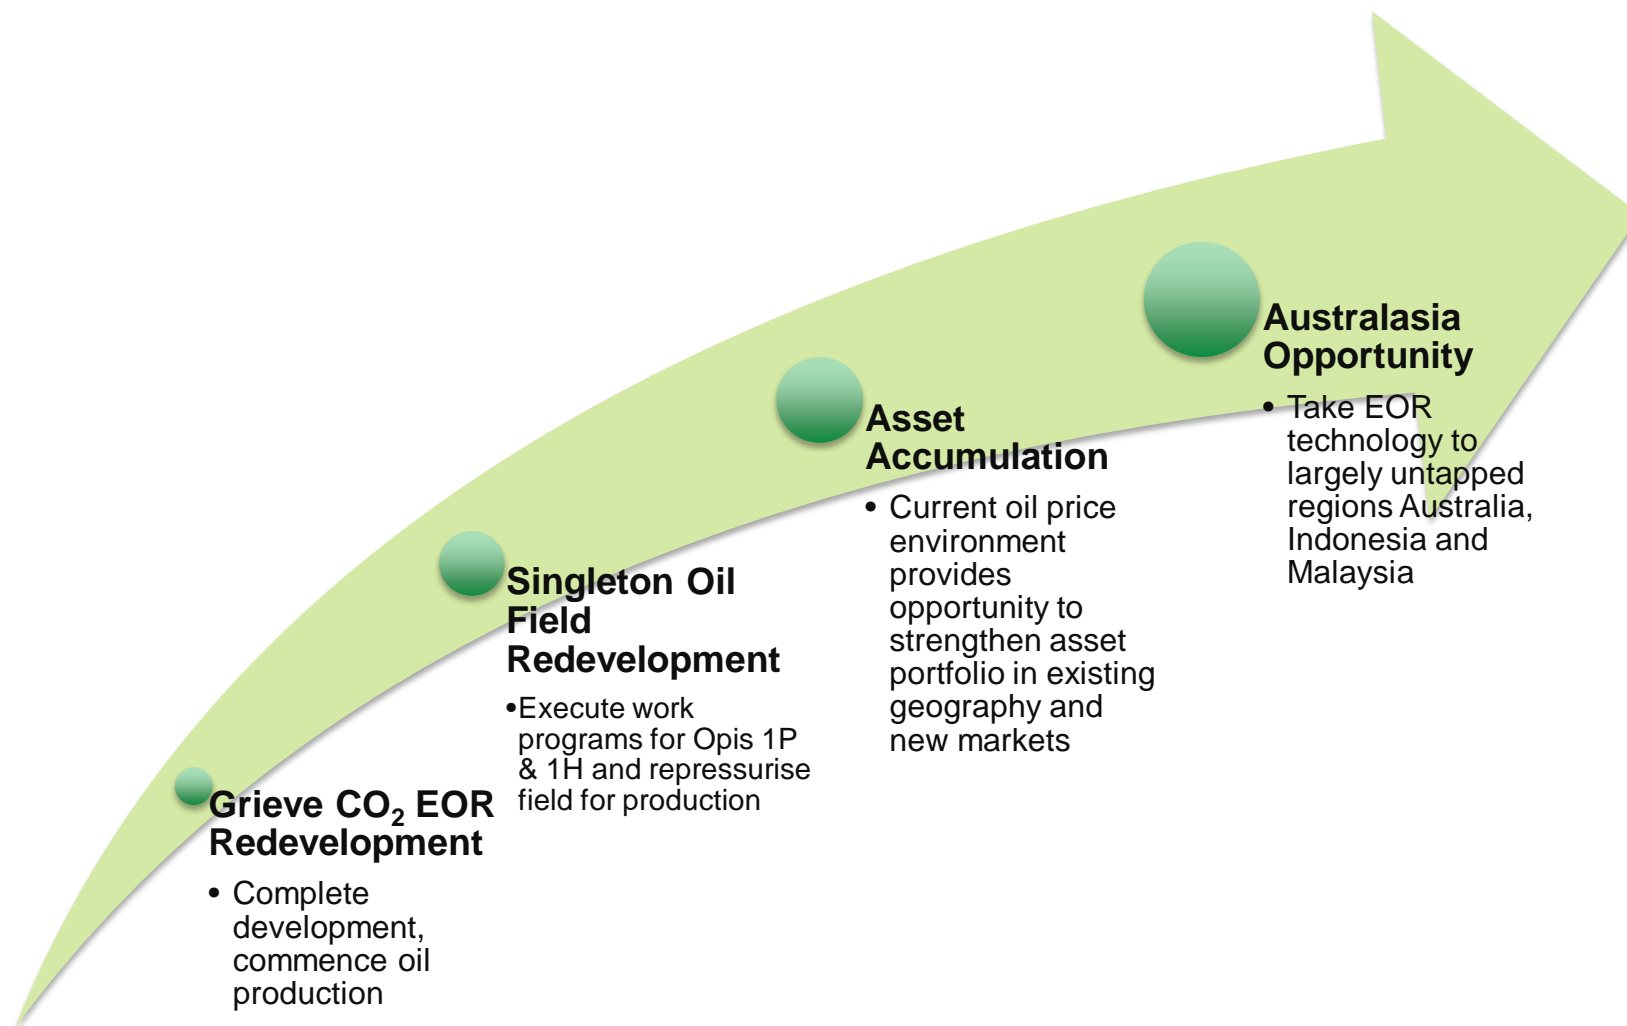 Grieve CO₂ EOR
Redevelopment
• Complete
development,
commence oil
production
Singleton Oil
Field
Redevelopment
•Execute work
programs for Opis 1P
& 1H and repressurise
field for production
Asset
Accumulation
• Current oil price
environment
provides
opportunity to
strengthen asset
portfolio in existing
geography and
new markets
Australasia
Opportunity
• Take EOR
technology to
largely untapped
regions Australia,
Indonesia and
Malaysia